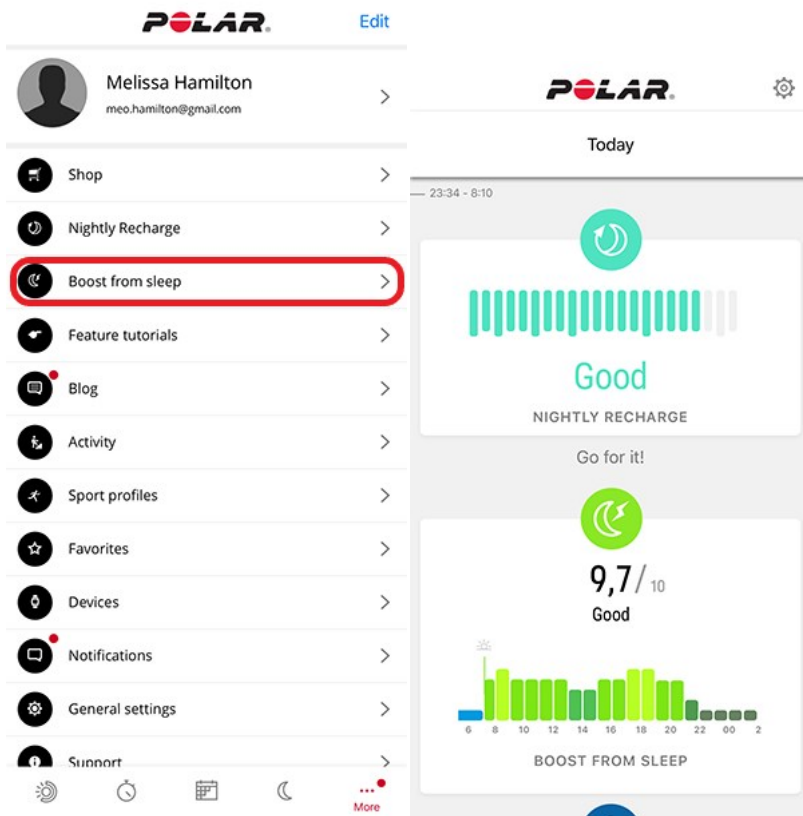 POLAR.
Edit
Melissa Hamilton
meo.hamilton@gmail.com
Shop
Nightly Recharge
Boost from sleep
Feature tutorials
Blog
Activity
Sport profiles
Favorites
Devices
Notifications
General settings
Support
More
POLAR.
Today
23:34 - 8:10
Good
NIGHTLY RECHARGE
Go for it!
9,7/ 10
Good
6 8 10 12 14 16 18 20 22 00 2
BOOST FROM SLEEP